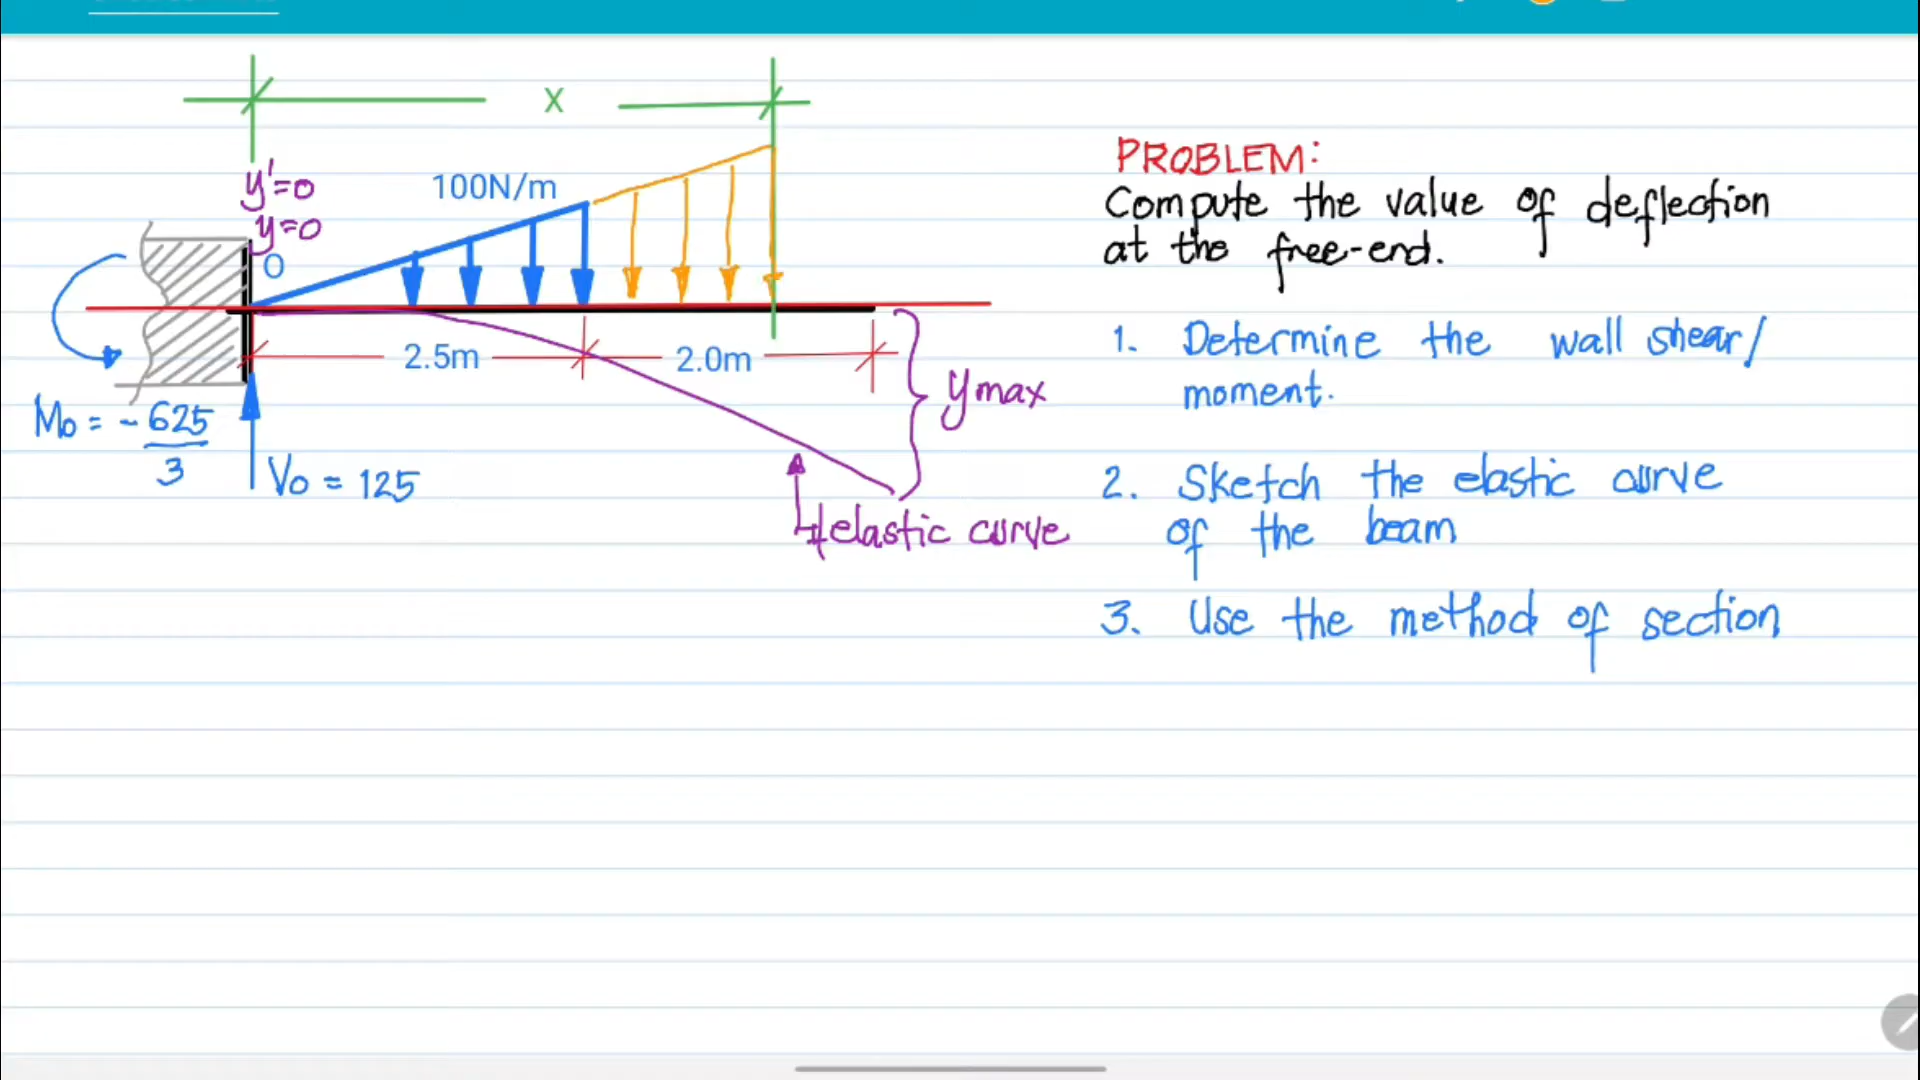 X
y'=0
100N/m
y=0
O
2.5m
2.0m
ymax
Mo = -625/3
Vo = 125
elastic curve
PROBLEM:
Compute the value of deflection
at the free-end.
1. Determine the wall shear/
moment.
2. Sketch the elastic curve
of the beam
3. Use the method of section